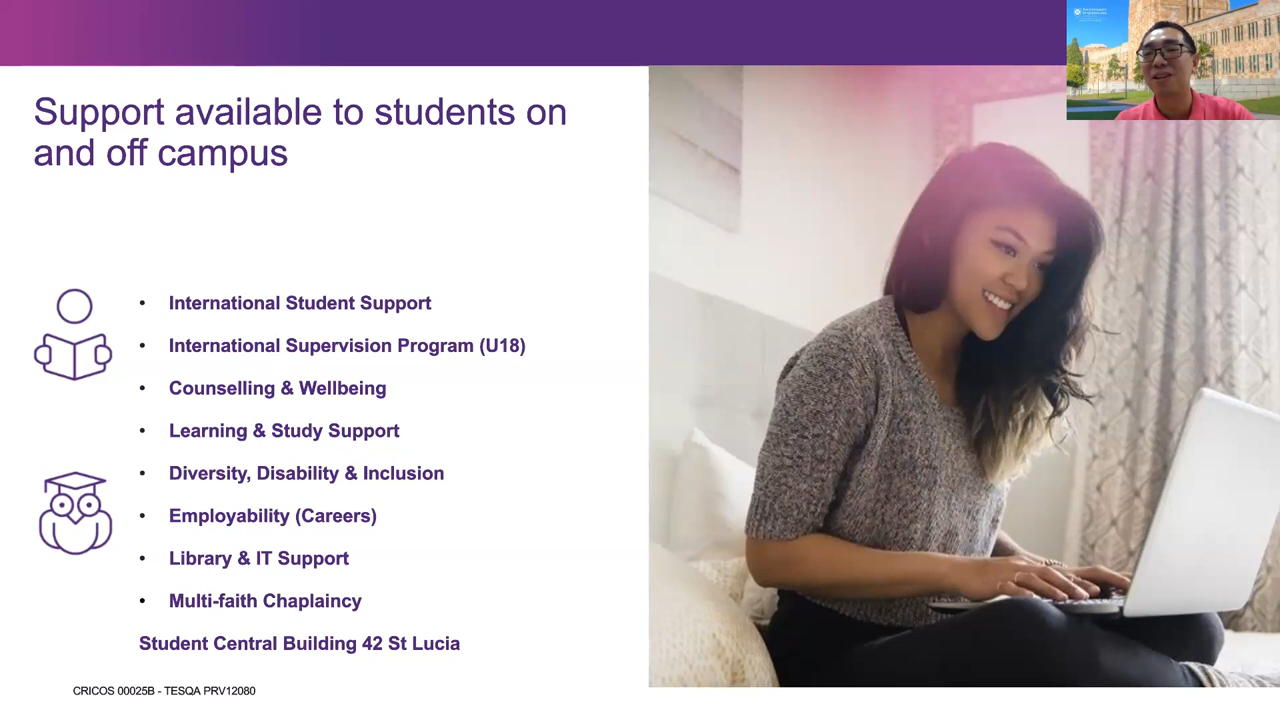 Support available to students on
and off campus
• International Student Support
• International Supervision Program (U18)
• Counselling & Wellbeing
• Learning & Study Support
• Diversity, Disability & Inclusion
• Employability (Careers)
• Library & IT Support
• Multi-faith Chaplaincy
Student Central Building 42 St Lucia
CRICOS 00025B - TESQA PRV12080